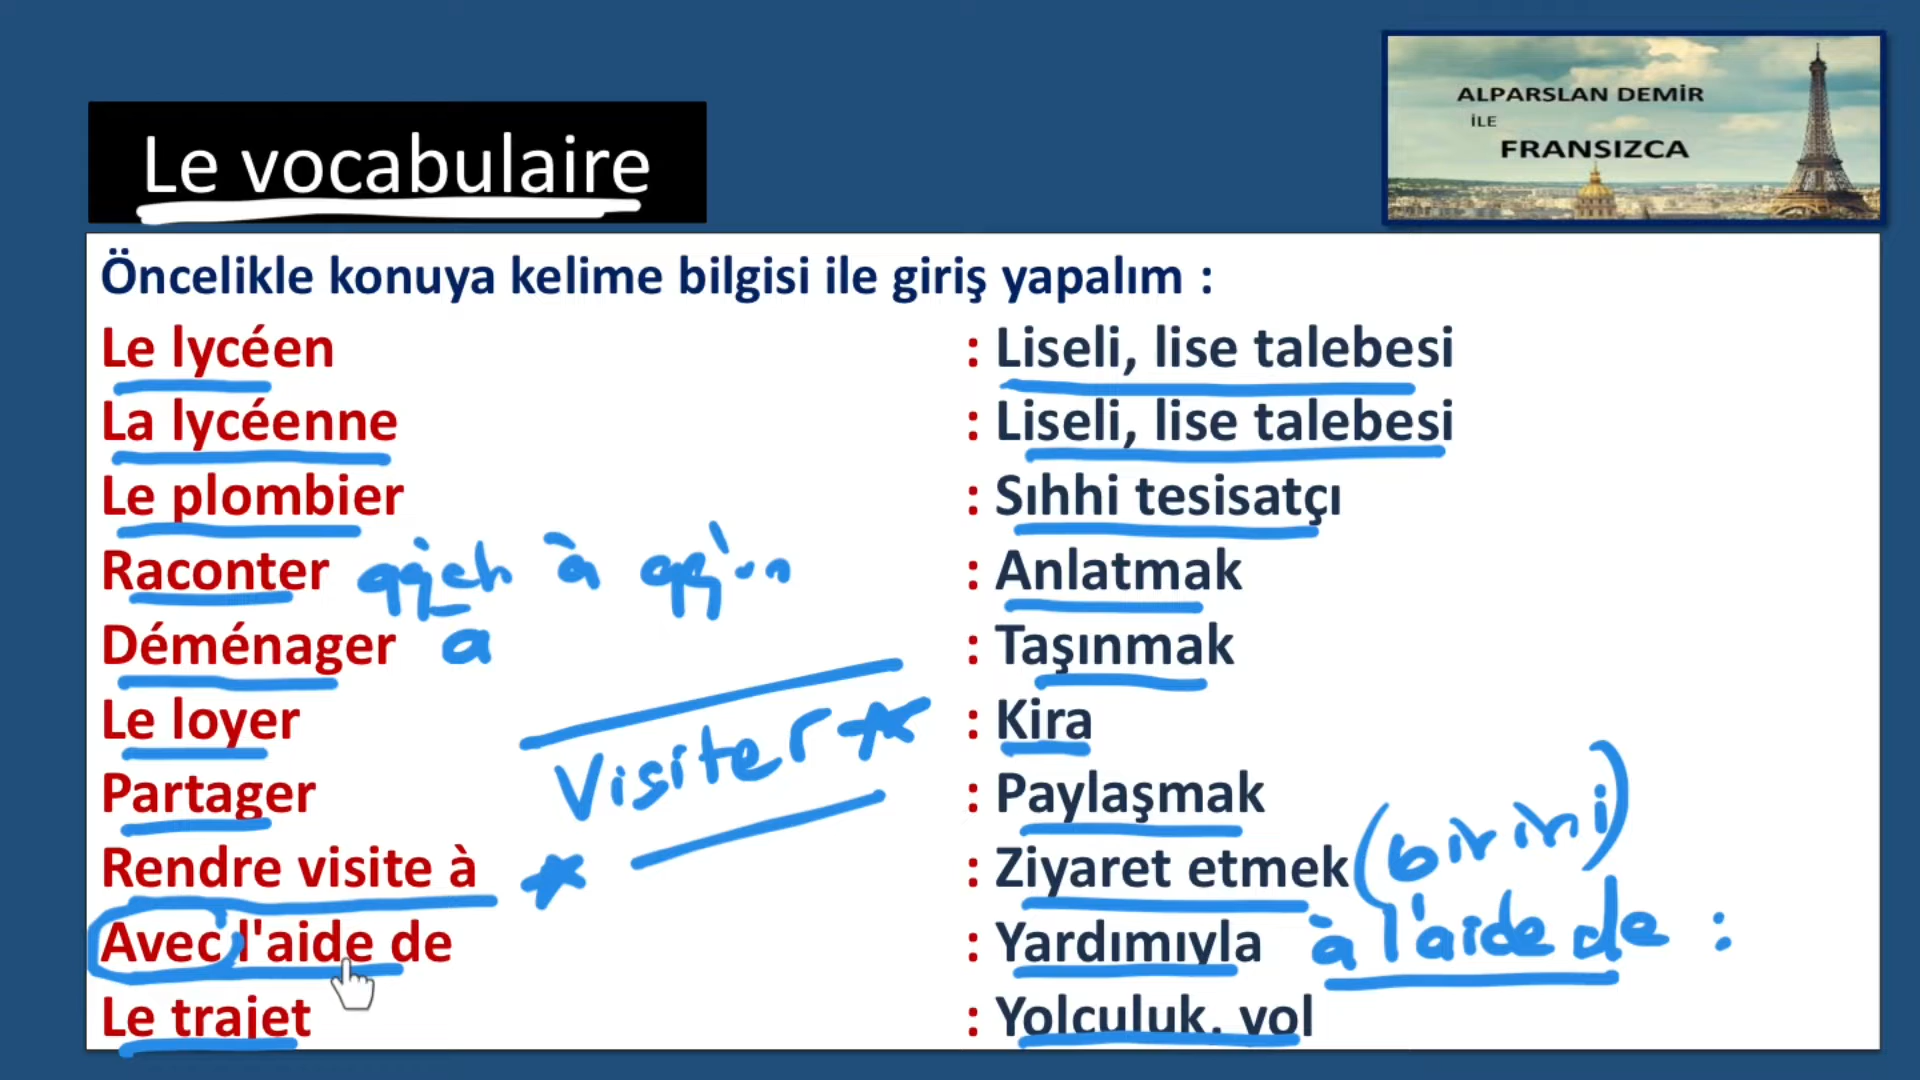 ALPARSLAN DEMİR
İLE
FRANSIZCA
Le vocabulaire
Öncelikle konuya kelime bilgisi ile giriş yapalım :
Le lycéen : Liseli, lise talebesi
La lycéenne : Liseli, lise talebesi
Le plombier : Sıhhi tesisatçı
Raconter qqch à qq'un : Anlatmak
Déménager a : Taşınmak
Le loyer : Kira
Visiter
Partager : Paylaşmak
Rendre visite à : Ziyaret etmek (birini)
Avec l'aide de : Yardımıyla à l'aide de :
Le trajet : Yolculuk, yol